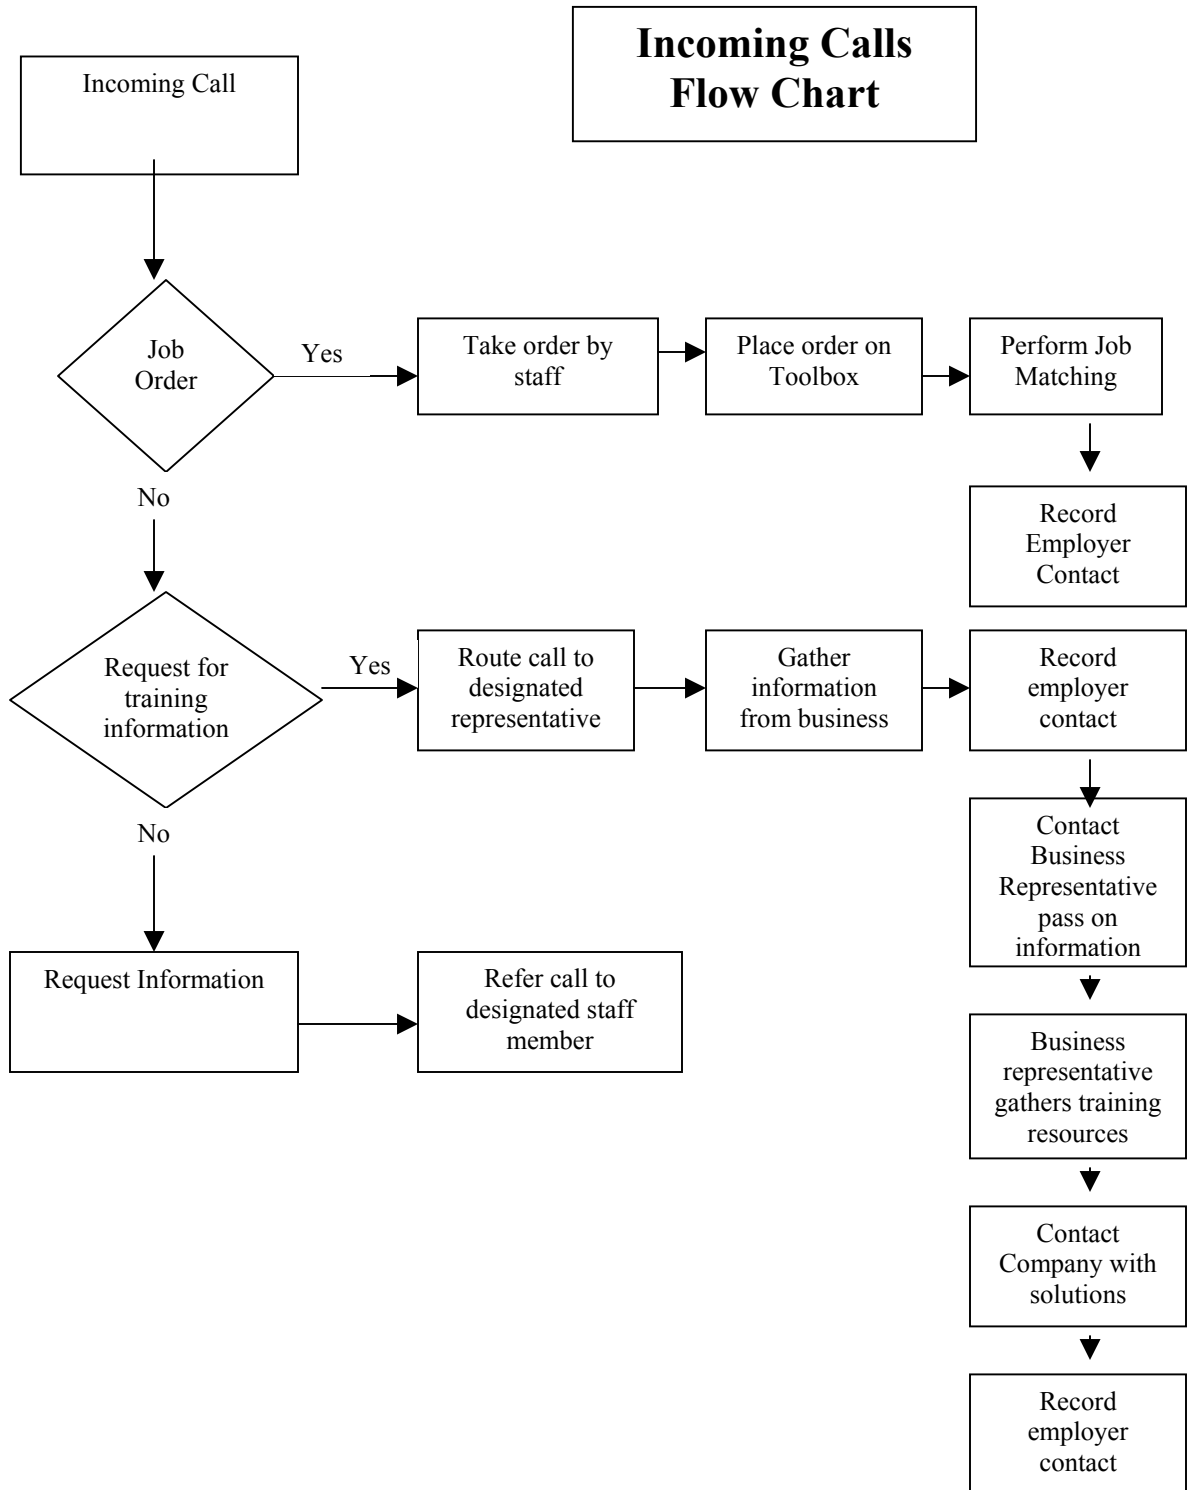 Incoming Calls
Flow Chart
Incoming Call
Job
Order
Yes
Take order by
staff
Place order on
Toolbox
Perform Job
Matching
No
Record
Employer
Contact
Request for
training
information
Yes
Route call to
designated
representative
Gather
information
from business
Record
employer
contact
No
Contact
Business
Representative
pass on
information
Request Information
Refer call to
designated staff
member
Business
representative
gathers training
resources
Contact
Company with
solutions
Record
employer
contact